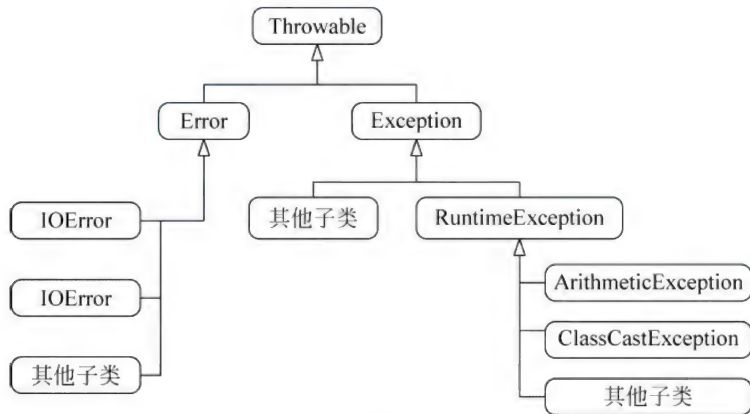 Throwable
Error
Exception
IOError
其他子类
RuntimeException
IOError
ArithmeticException
ClassCastException
其他子类
其他子类